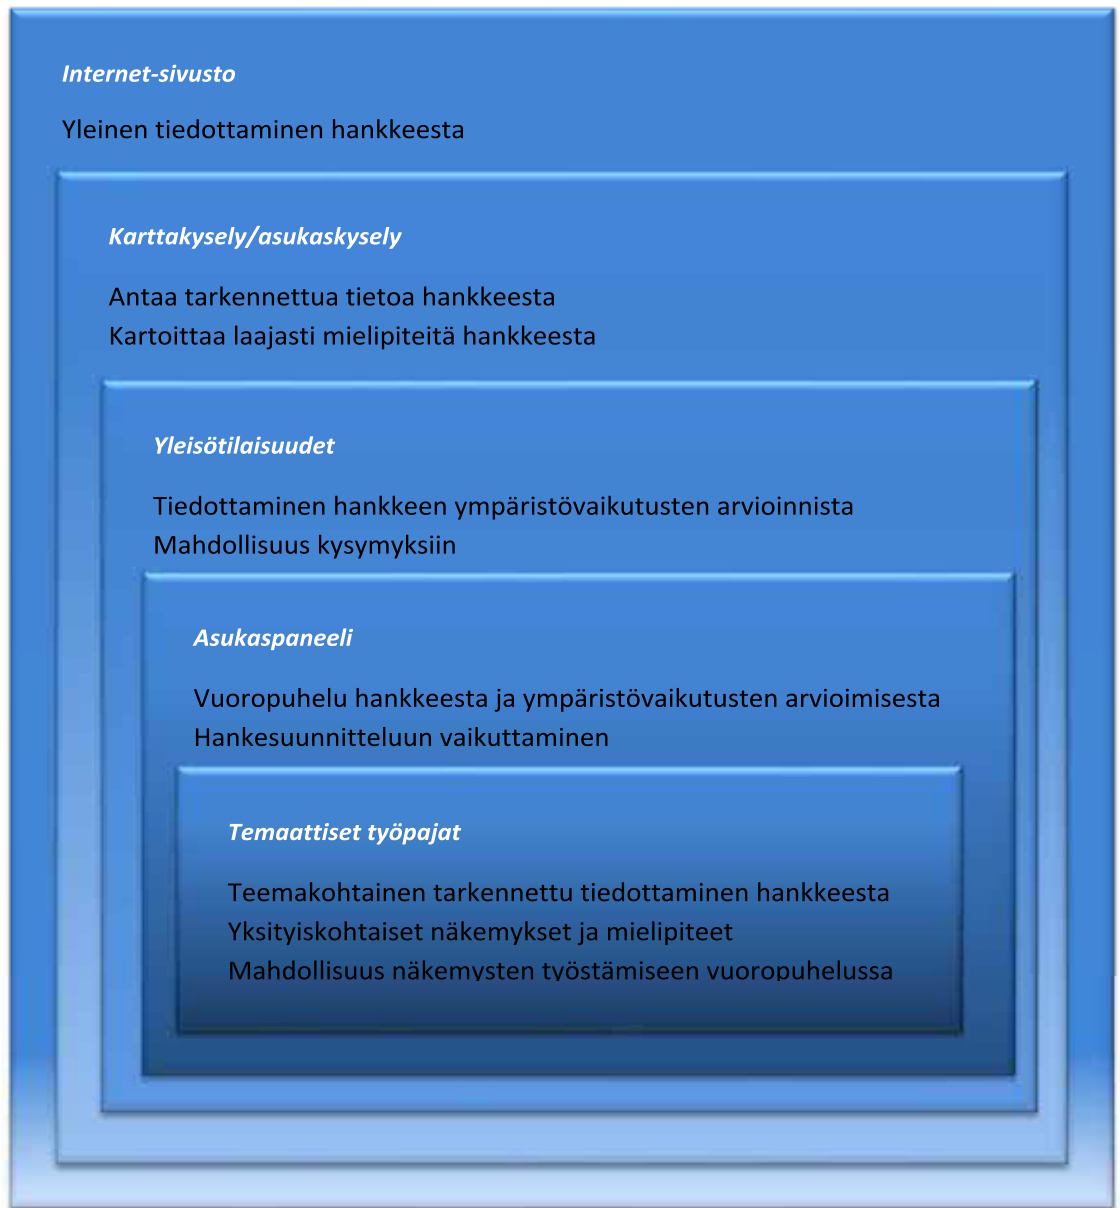 Internet-sivusto
Yleinen tiedottaminen hankkeesta
Karttakysely/asukaskysely
Antaa tarkennettua tietoa hankkeesta
Kartoittaa laajasti mielipiteitä hankkeesta
Yleisötilaisuudet
Tiedottaminen hankkeen ympäristövaikutusten arvioinnista
Mahdollisuus kysymyksiin
Asukaspaneeli
Vuoropuhelu hankkeesta ja ympäristövaikutusten arvioimisesta
Hankesuunnitteluun vaikuttaminen
Temaattiset työpajat
Teemakohtainen tarkennettu tiedottaminen hankkeesta
Yksityiskohtaiset näkemykset ja mielipiteet
Mahdollisuus näkemysten työstämiseen vuoropuhelussa